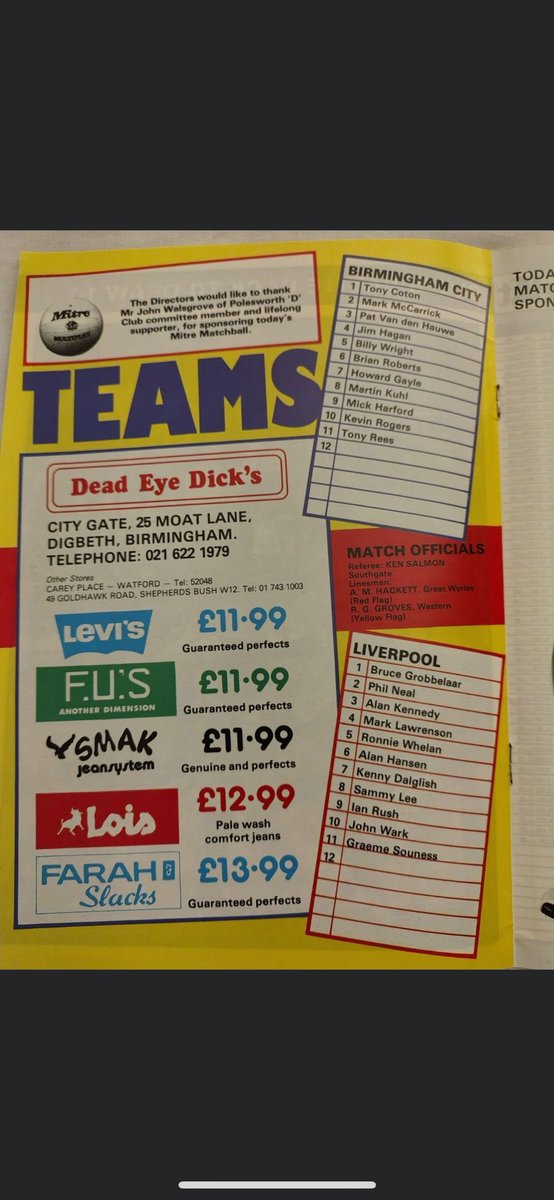 The Directors would like to thank
Mr John Walsgrove of Polesworth 'D'
Club committee member and lifelong
supporter, for sponsoring today's
Mitre Matchball.
Mitre
MULTIPLEX
TEAMS
Dead Eye Dick's
CITY GATE, 25 MOAT LANE,
DIGBETH, BIRMINGHAM.
TELEPHONE: 021 622 1979
Other Stores
CAREY PLACE — WATFORD — Tel: 52048
49 GOLDHAWK ROAD, SHEPHERDS BUSH W12. Tel: 01 743 1003
LEVI'S £11·99
Guaranteed perfects
F.U.'S £11·99
ANOTHER DIMENSION Guaranteed perfects
SMAK £11·99
jeansystem Genuine and perfects
Lois £12·99
Pale wash
comfort jeans
FARAH £13·99
Slacks Guaranteed perfects
BIRMINGHAM CITY
1 Tony Coton
2 Mark McCarrick
3 Pat Van den Hauwe
4 Jim Hagan
5 Billy Wright
6 Brian Roberts
7 Howard Gayle
8 Martin Kuhl
9 Mick Harford
10 Kevin Rogers
11 Tony Rees
12
MATCH OFFICIALS
Referee: KEN SALMON
Southgate
Linesmen:
A. M. HACKETT, Great Wyrley
(Red Flag)
R. G. GROVES, Western
(Yellow Flag)
LIVERPOOL
1 Bruce Grobbelaar
2 Phil Neal
3 Alan Kennedy
4 Mark Lawrenson
5 Ronnie Whelan
6 Alan Hansen
7 Kenny Dalglish
8 Sammy Lee
9 Ian Rush
10 John Wark
11 Graeme Souness
12
TODA
MATC
SPON